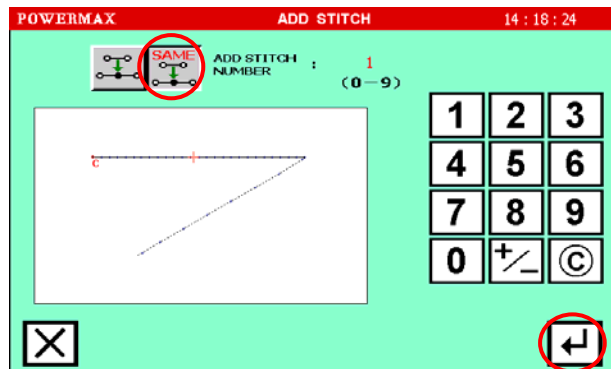 POWERMAX ADD STITCH 14 : 18 : 24
SAME
ADD STITCH NUMBER : 1
(0-9)
C
1 2 3
4 5 6
7 8 9
0 +/- ©
X